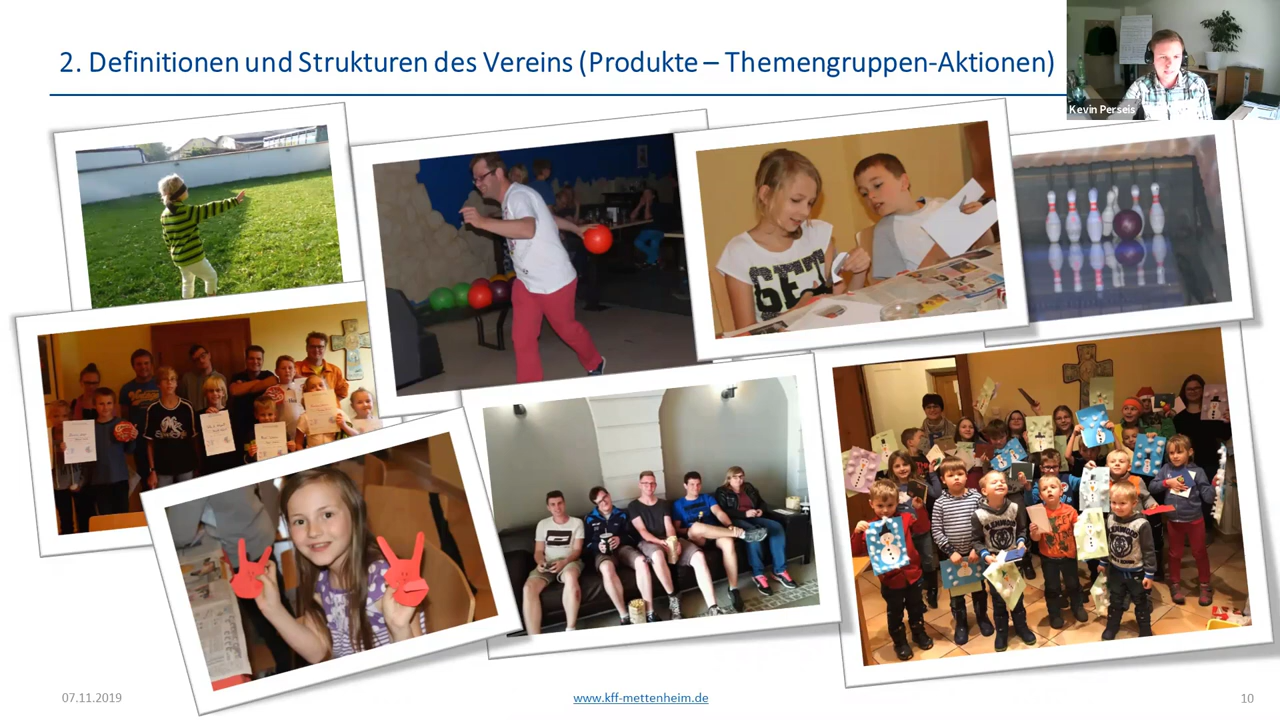 2. Definitionen und Strukturen des Vereins (Produkte – Themengruppen-Aktionen)
Kevin Perseis
07.11.2019
www.kff-mettenheim.de
10